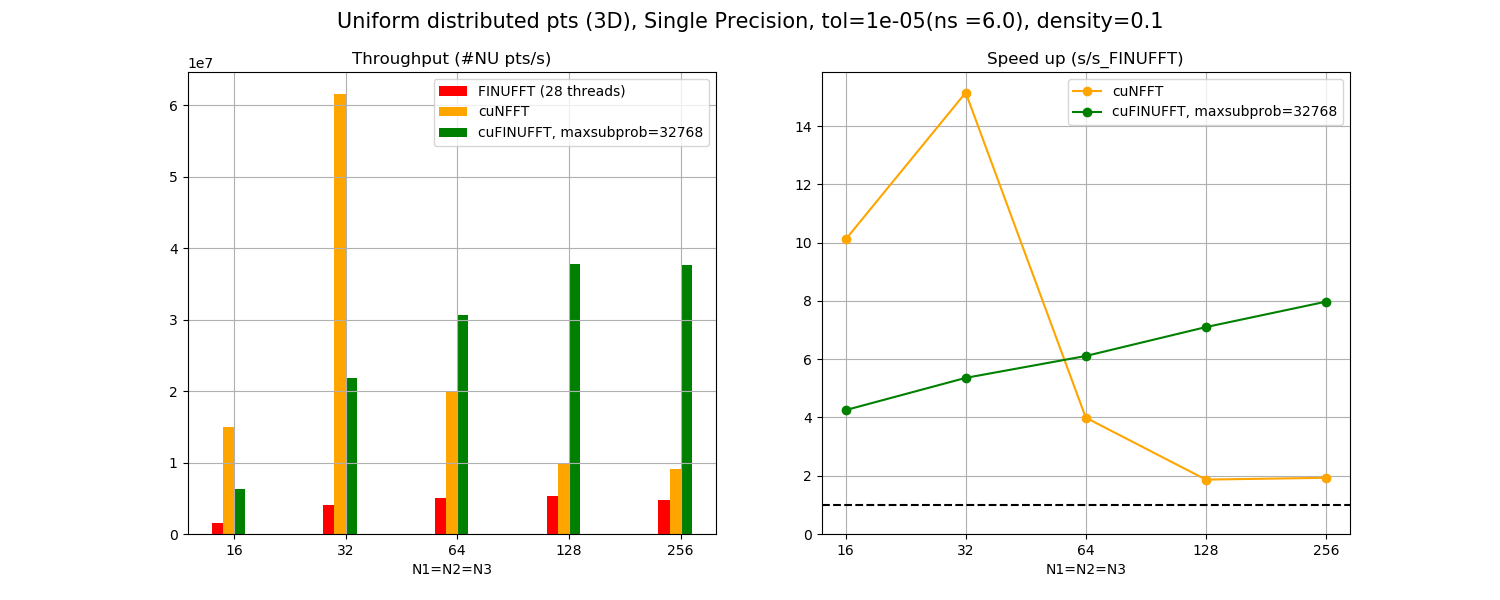 Uniform distributed pts (3D), Single Precision, tol=1e-05(ns =6.0), density=0.1
Throughput (#NU pts/s)
1e7
FINUFFT (28 threads)
cuNFFT
cuFINUFFT, maxsubprob=32768
6
5
4
3
2
1
0
16 32 64 128 256
N1=N2=N3
Speed up (s/s_FINUFFT)
cuNFFT
cuFINUFFT, maxsubprob=32768
14
12
10
8
6
4
2
0
16 32 64 128 256
N1=N2=N3